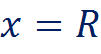 x = R